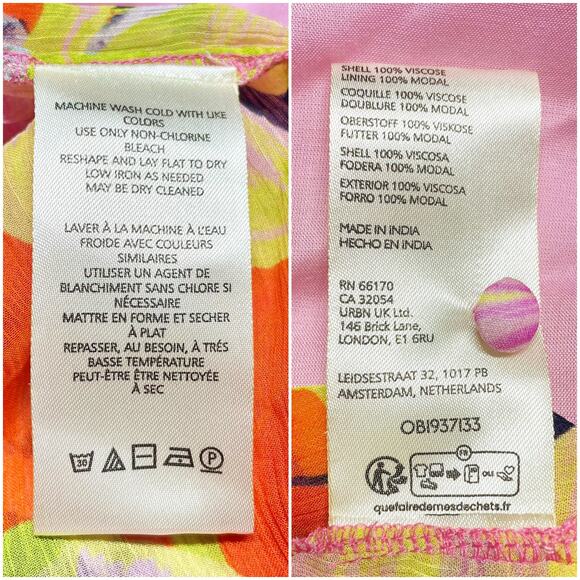 MACHINE WASH COLD WITH LIKE
COLORS
USE ONLY NON-CHLORINE
BLEACH
RESHAPE AND LAY FLAT TO DRY
LOW IRON AS NEEDED
MAY BE DRY CLEANED
LAVER À LA MACHINE À L'EAU
FROIDE AVEC COULEURS
SIMILAIRES
UTILISER UN AGENT DE
BLANCHIMENT SANS CHLORE SI
NÉCESSAIRE
MATTRE EN FORME ET SECHER
À PLAT
REPASSER, AU BESOIN, À TRÉS
BASSE TEMPÉRATURE
PEUT-ÊTRE ÊTRE NETTOYÉE
À SEC
30
P
SHELL 100% VISCOSE
LINING 100% MODAL
COQUILLE 100% VISCOSE
DOUBLURE 100% MODAL
OBERSTOFF 100% VISKOSE
FUTTER 100% MODAL
SHELL 100% VISCOSA
FODERA 100% MODAL
EXTERIOR 100% VISCOSA
FORRO 100% MODAL
MADE IN INDIA
HECHO EN INDIA
RN 66170
CA 32054
URBN UK Ltd.
146 Brick Lane,
LONDON, E1 6RU
LEIDSESTRAAT 32, 1017 PB
AMSTERDAM, NETHERLANDS
OB1937133
FR
OU
quefairedemesdechets.fr